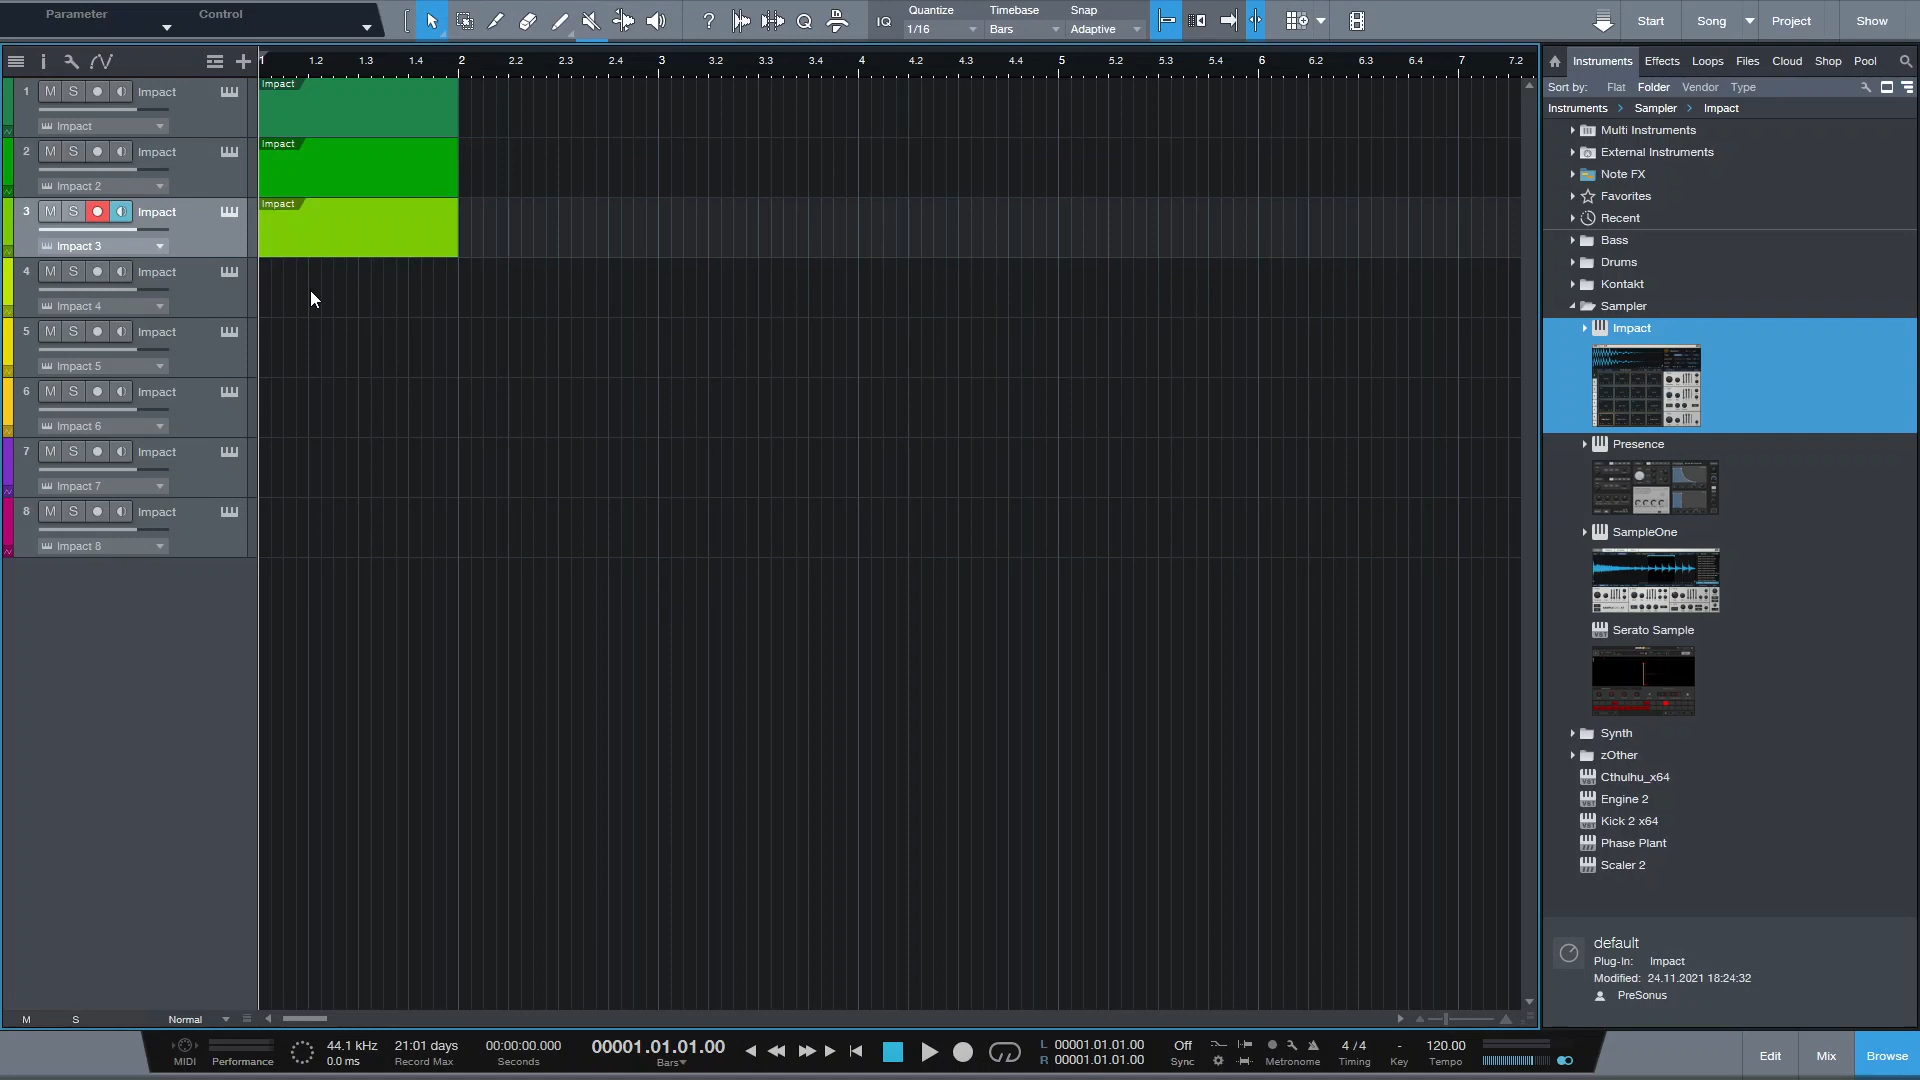 Parameter Control
IQ Quantize 1/16 Timebase Bars Snap Adaptive
Start Song Project Show
1 1.2 1.3 1.4 2 2.2 2.3 2.4 3 3.2 3.3 3.4 4 4.2 4.3 4.4 5 5.2 5.3 5.4 6 6.2 6.3 6.4 7 7.2
Instruments Effects Loops Files Cloud Shop Pool
Sort by: Flat Folder Vendor Type
Instruments > Sampler > Impact
1 M S Impact
Impact
2 M S Impact
Impact 2
3 M S Impact
Impact 3
4 M S Impact
Impact 4
5 M S Impact
Impact 5
6 M S Impact
Impact 6
7 M S Impact
Impact 7
8 M S Impact
Impact 8
Impact
Impact
Impact
Multi Instruments
External Instruments
Note FX
Favorites
Recent
Bass
Drums
Kontakt
Sampler
Impact
Presence
SampleOne
Serato Sample
Synth
zOther
Cthulhu_x64
Engine 2
Kick 2 x64
Phase Plant
Scaler 2
default
Plug-In: Impact
Modified: 24.11.2021 18:24:32
PreSonus
M S Normal
MIDI Performance
44.1 kHz
0.0 ms
21:01 days
Record Max
00:00:00.000
Seconds
00001.01.01.00
Bars
L 00001.01.01.00
R 00001.01.01.00
Off
Sync
Metronome
4 / 4
Timing
-
Key
120.00
Tempo
Edit Mix Browse